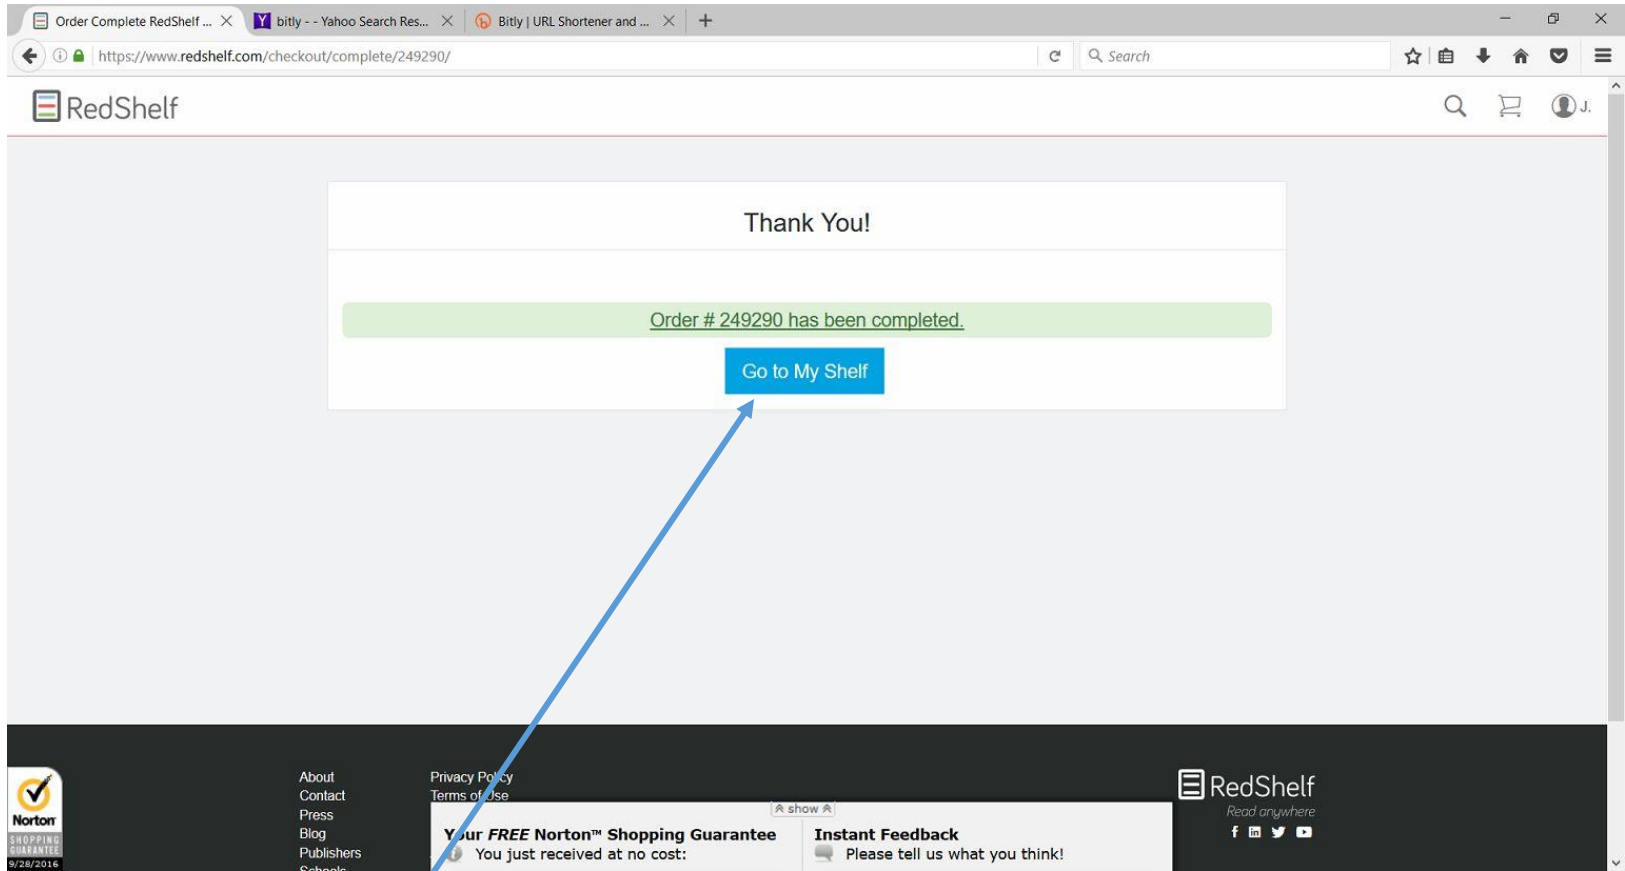 Order Complete RedShelf ...
bitly - - Yahoo Search Res...
Bitly | URL Shortener and ...
https://www.redshelf.com/checkout/complete/249290/
Search
RedShelf
J.
Thank You!
Order # 249290 has been completed.
Go to My Shelf
About
Contact
Press
Blog
Publishers
Schools
Privacy Policy
Terms of Use
show
Your FREE Norton™ Shopping Guarantee
You just received at no cost:
Instant Feedback
Please tell us what you think!
RedShelf
Read anywhere
Norton
SHOPPING
GUARANTEE
9/28/2016